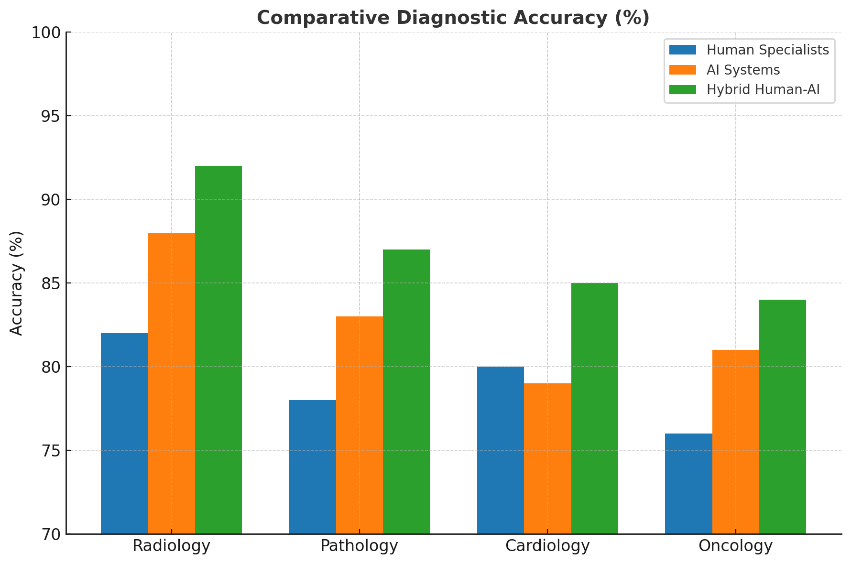 Comparative Diagnostic Accuracy (%)
Human Specialists
AI Systems
Hybrid Human-AI
Accuracy (%)
100
95
90
85
80
75
70
Radiology
Pathology
Cardiology
Oncology